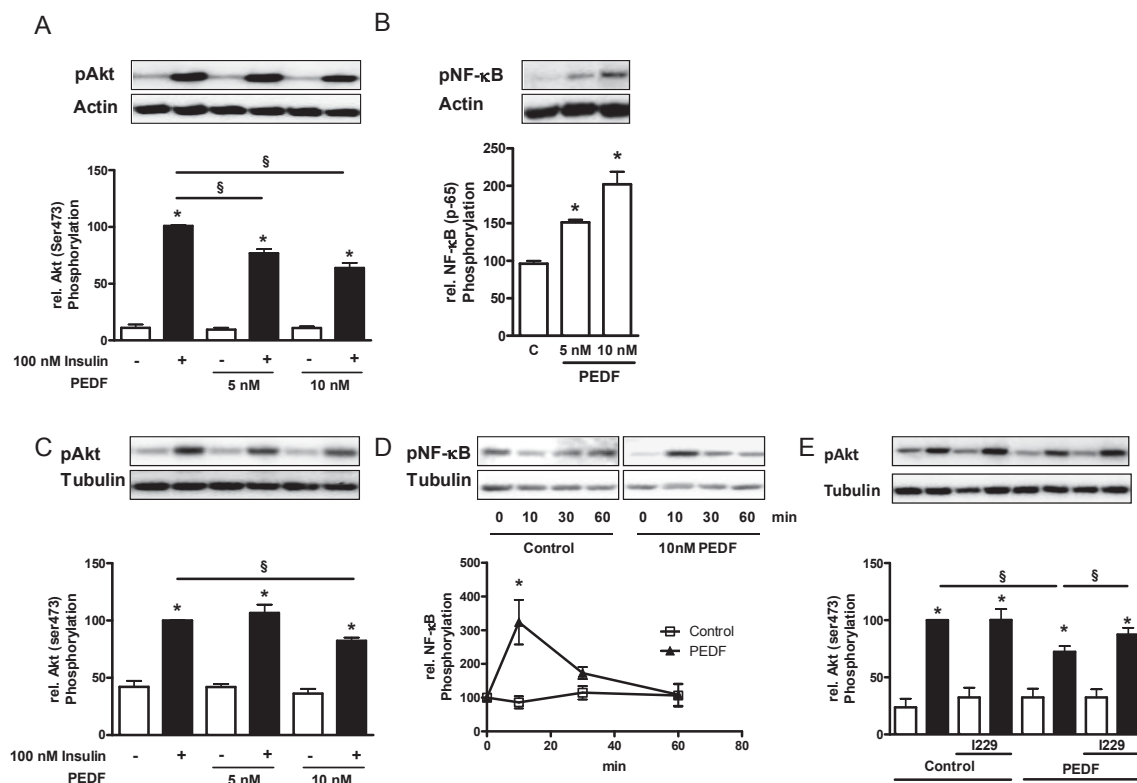 A
pAkt
Actin
§
§
150
100
50
0
rel. Akt (Ser473)
Phosphorylation
* * *
100 nM Insulin - + - + - +
PEDF 5 nM 10 nM
B
pNF-κB
Actin
250
200
150
100
50
0
rel. NF-κB (p-65)
Phosphorylation
* *
C 5 nM 10 nM
PEDF
C
pAkt
Tubulin
§
150
100
50
0
rel. Akt (ser473)
Phosphorylation
* * *
100 nM Insulin - + - + - +
PEDF 5 nM 10 nM
D
pNF-κB
Tubulin
0 10 30 60 0 10 30 60 min
Control 10nM PEDF
500
400
300
200
100
0
rel. NF-κB
Phosphorylation
*
Control
PEDF
0 20 40 60 80
min
E
pAkt
Tubulin
§ §
150
100
50
0
rel. Akt (ser473)
Phosphorylation
* * * *
I229 I229
Control PEDF